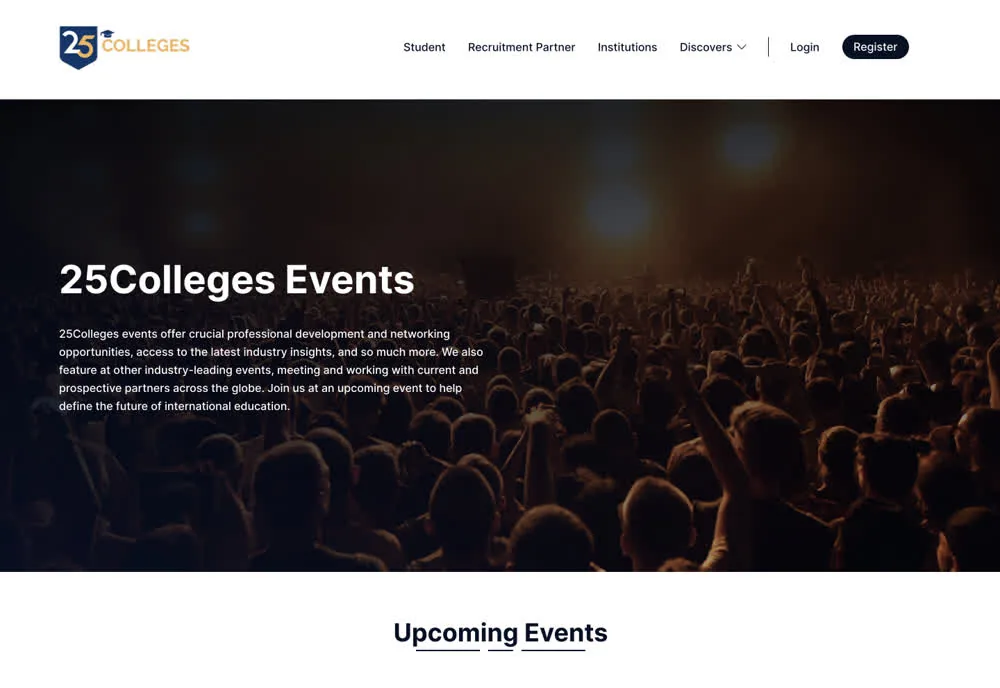 25 COLLEGES
Student Recruitment Partner Institutions Discovers Login Register
25Colleges Events
25Colleges events offer crucial professional development and networking
opportunities, access to the latest industry insights, and so much more. We also
feature at other industry-leading events, meeting and working with current and
prospective partners across the globe. Join us at an upcoming event to help
define the future of international education.
Upcoming Events